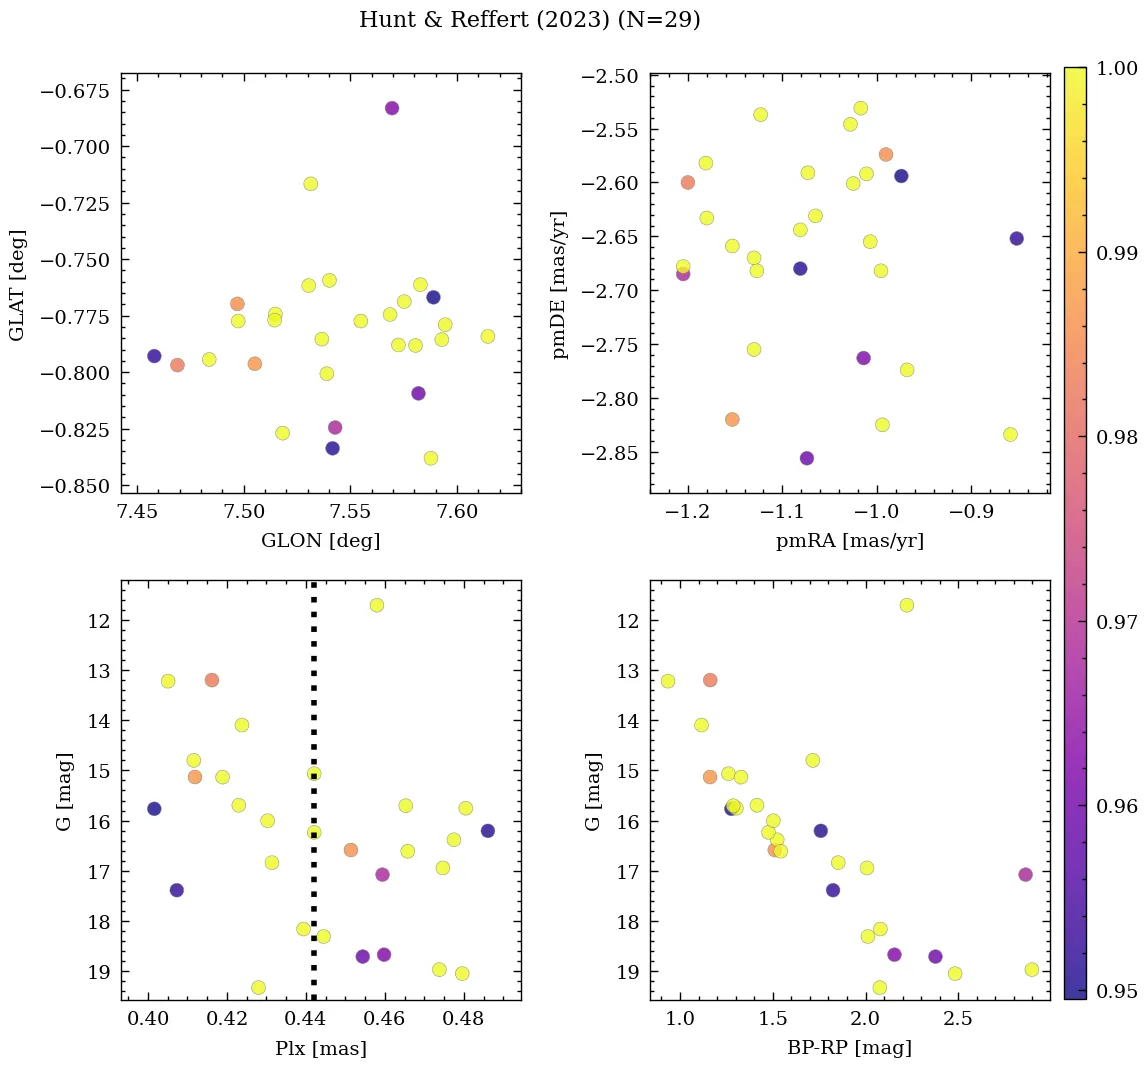 Hunt & Reffert (2023) (N=29)
−0.675
−0.700
−0.725
−0.750
−0.775
−0.800
−0.825
−0.850
GLAT [deg]
7.45 7.50 7.55 7.60
GLON [deg]
−2.50
−2.55
−2.60
−2.65
−2.70
−2.75
−2.80
−2.85
pmDE [mas/yr]
−1.2 −1.1 −1.0 −0.9
pmRA [mas/yr]
12
13
14
15
16
17
18
19
G [mag]
0.40 0.42 0.44 0.46 0.48
Plx [mas]
12
13
14
15
16
17
18
19
G [mag]
1.0 1.5 2.0 2.5
BP-RP [mag]
1.00
0.99
0.98
0.97
0.96
0.95